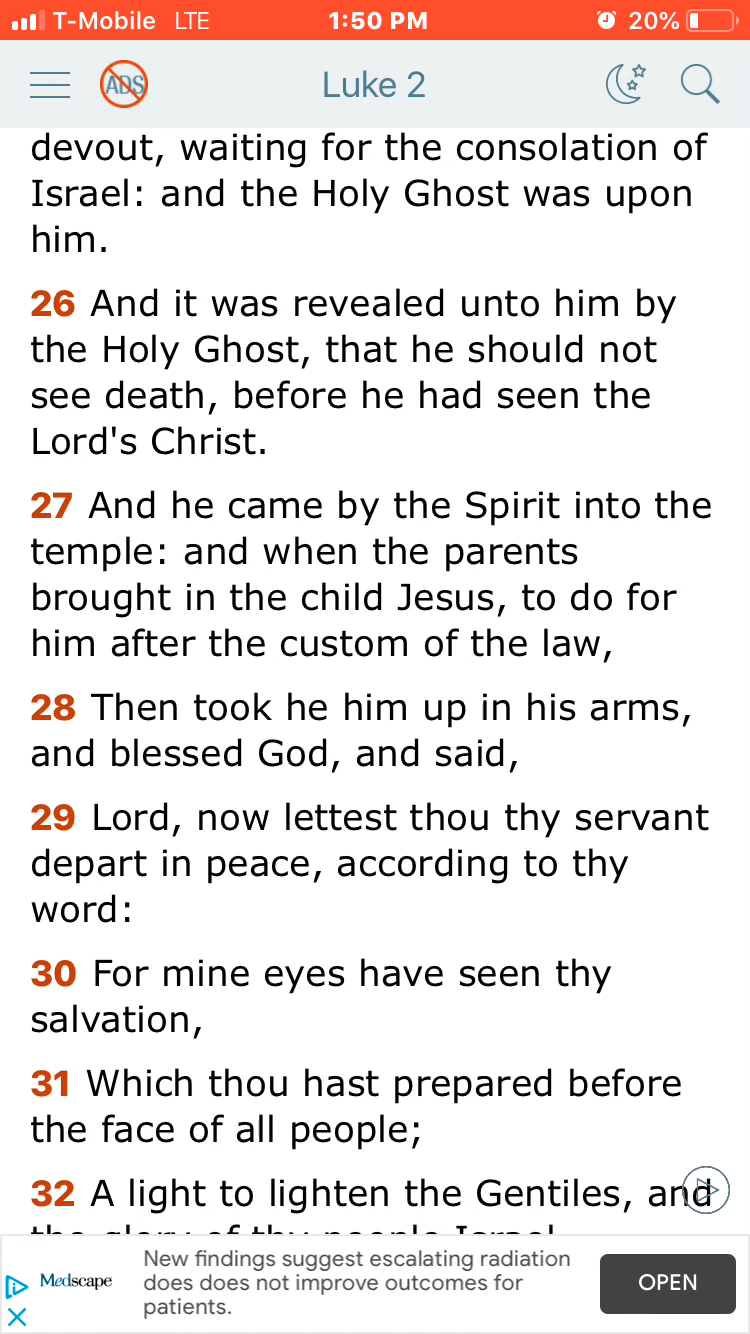 T-Mobile LTE 1:50 PM 20%
ADS Luke 2
devout, waiting for the consolation of
Israel: and the Holy Ghost was upon
him.
26 And it was revealed unto him by
the Holy Ghost, that he should not
see death, before he had seen the
Lord's Christ.
27 And he came by the Spirit into the
temple: and when the parents
brought in the child Jesus, to do for
him after the custom of the law,
28 Then took he him up in his arms,
and blessed God, and said,
29 Lord, now lettest thou thy servant
depart in peace, according to thy
word:
30 For mine eyes have seen thy
salvation,
31 Which thou hast prepared before
the face of all people;
32 A light to lighten the Gentiles, and
the glory of thy people Israel
Medscape
New findings suggest escalating radiation
does does not improve outcomes for
patients.
OPEN